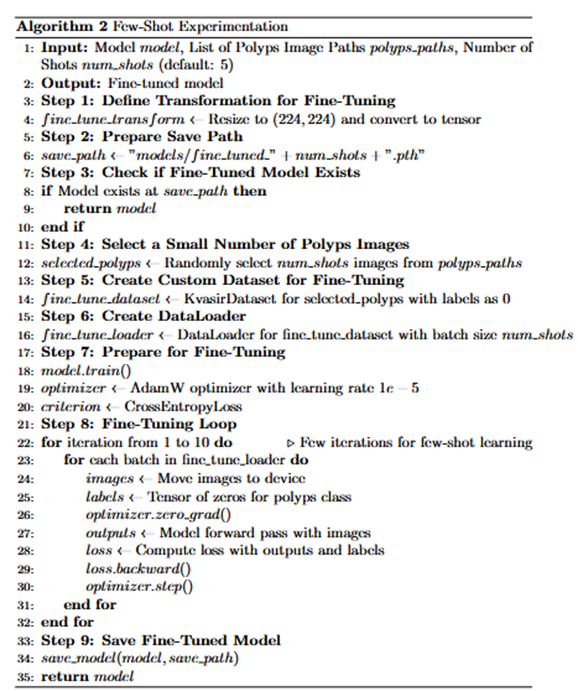 Algorithm 2 Few-Shot Experimentation
1: Input: Model model, List of Polyps Image Paths polyps_paths, Number of
Shots num_shots (default: 5)
2: Output: Fine-tuned model
3: Step 1: Define Transformation for Fine-Tuning
4: fine_tune_transform ← Resize to (224, 224) and convert to tensor
5: Step 2: Prepare Save Path
6: save_path ← "models/fine_tuned_" + num_shots + ".pth"
7: Step 3: Check if Fine-Tuned Model Exists
8: if Model exists at save_path then
9: return model
10: end if
11: Step 4: Select a Small Number of Polyps Images
12: selected_polyps ← Randomly select num_shots images from polyps_paths
13: Step 5: Create Custom Dataset for Fine-Tuning
14: fine_tune_dataset ← KvasirDataset for selected_polyps with labels as 0
15: Step 6: Create DataLoader
16: fine_tune_loader ← DataLoader for fine_tune_dataset with batch size num_shots
17: Step 7: Prepare for Fine-Tuning
18: model.train()
19: optimizer ← AdamW optimizer with learning rate 1e − 5
20: criterion ← CrossEntropyLoss
21: Step 8: Fine-Tuning Loop
22: for iteration from 1 to 10 do ▷ Few iterations for few-shot learning
23: for each batch in fine_tune_loader do
24: images ← Move images to device
25: labels ← Tensor of zeros for polyps class
26: optimizer.zero_grad()
27: outputs ← Model forward pass with images
28: loss ← Compute loss with outputs and labels
29: loss.backward()
30: optimizer.step()
31: end for
32: end for
33: Step 9: Save Fine-Tuned Model
34: save_model(model, save_path)
35: return model